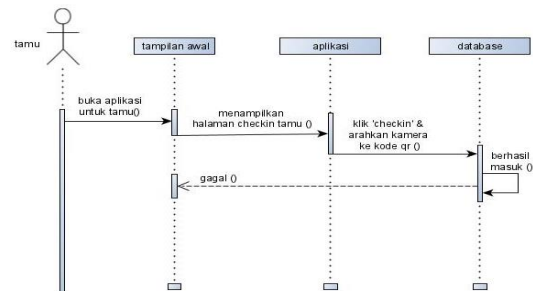 tamu
tampilan awal
aplikasi
database
buka aplikasi
untuk tamu()
menampilkan
halaman checkin tamu ()
klik 'checkin' &
arahkan kamera
ke kode qr ()
berhasil
masuk ()
gagal ()